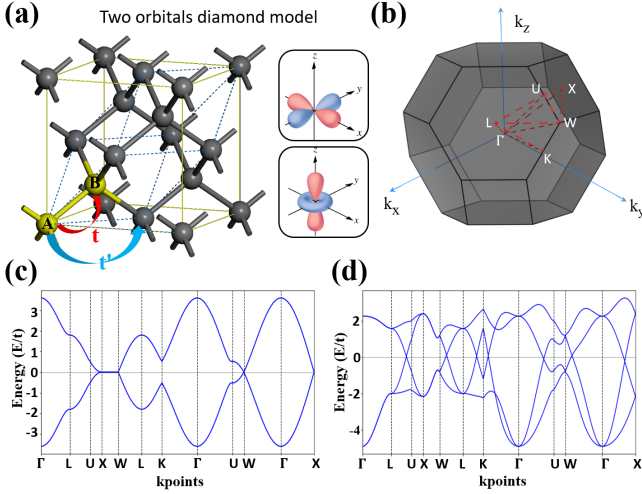 (a)
Two orbitals diamond model
A
B
t
t'
z
y
x
z
y
x
(b)
k_z
k_x
k_y
U
X
L
Γ
W
K
(c)
Energy (E/t)
3
2
1
0
-1
-2
-3
Γ L U X W L K Γ U W Γ X
kpoints
(d)
Energy (E/t)
2
0
-2
-4
Γ L U X W L K Γ U W Γ X
kpoints